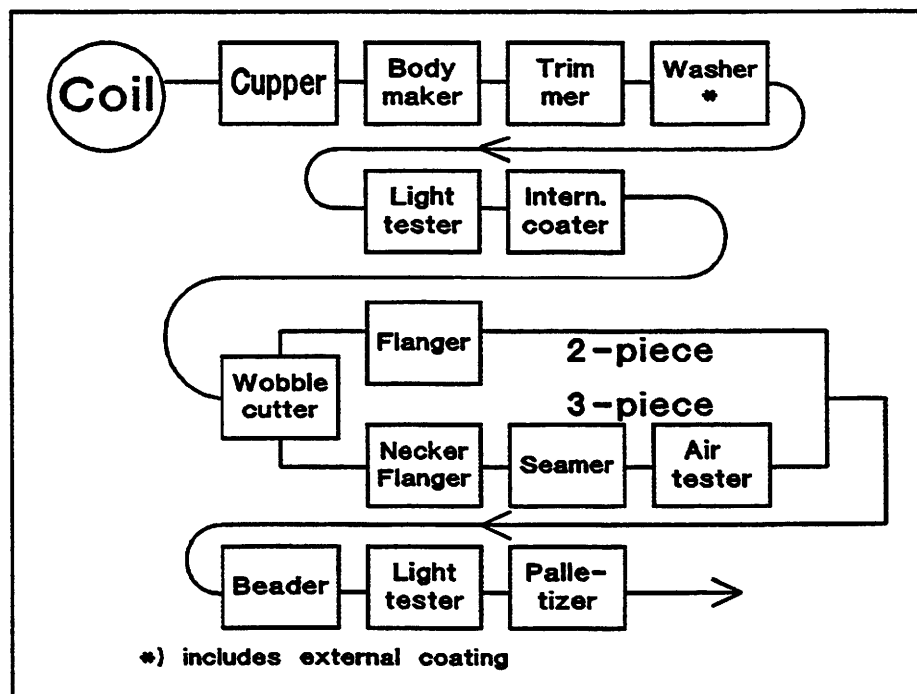 Coil
Cupper
Body
maker
Trim
mer
Washer
*
Light
tester
Intern.
coater
Flanger
2-piece
Wobble
cutter
3-piece
Necker
Flanger
Seamer
Air
tester
Beader
Light
tester
Palle-
tizer
*) includes external coating